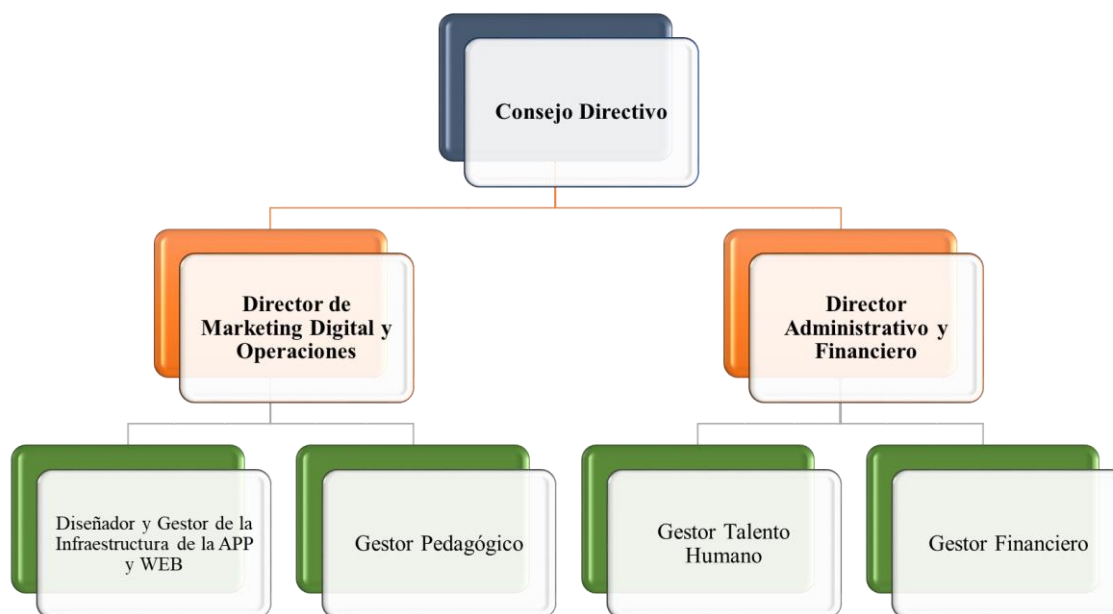 Consejo Directivo
Director de
Marketing Digital y
Operaciones
Director
Administrativo y
Financiero
Diseñador y Gestor de la
Infraestructura de la APP
y WEB
Gestor Pedagógico
Gestor Talento
Humano
Gestor Financiero